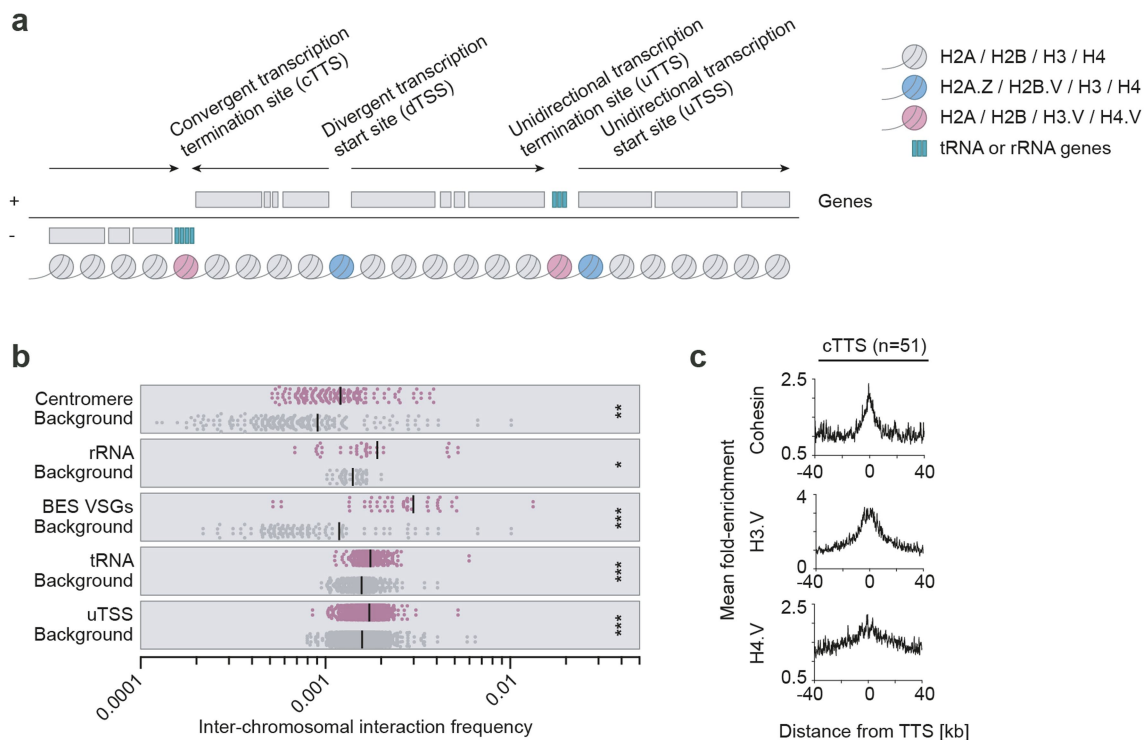 a
Convergent transcription
termination site (cTTS)
Divergent transcription
start site (dTSS)
Unidirectional transcription
termination site (uTTS)
Unidirectional transcription
start site (uTSS)
H2A / H2B / H3 / H4
H2A.Z / H2B.V / H3 / H4
H2A / H2B / H3.V / H4.V
tRNA or rRNA genes
+
Genes
-
b
Centromere
Background
**
rRNA
Background
*
BES VSGs
Background
***
tRNA
Background
***
uTSS
Background
***
0.0001
0.001
0.01
Inter-chromosomal interaction frequency
c
cTTS (n=51)
Mean fold-enrichment
Cohesin
2.5
0.5
-40 0 40
H3.V
4
0
-40 0 40
H4.V
2.5
0.5
-40 0 40
Distance from TTS [kb]